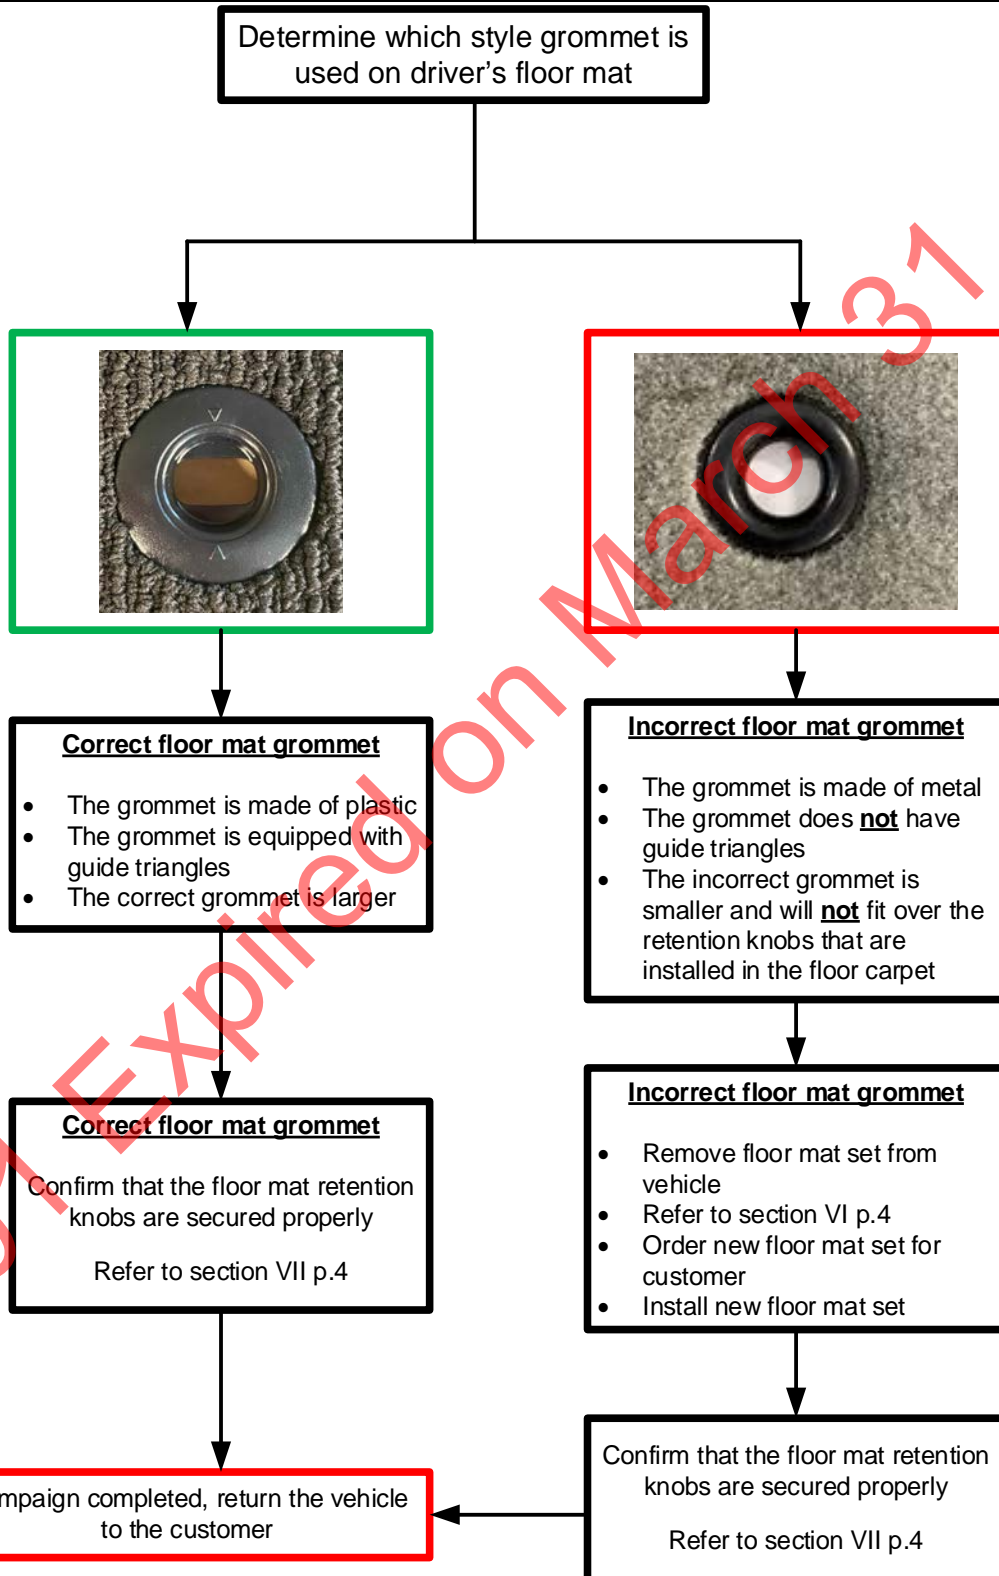 Determine which style grommet is
used on driver's floor mat
Correct floor mat grommet
• The grommet is made of plastic
• The grommet is equipped with
guide triangles
• The correct grommet is larger
Incorrect floor mat grommet
• The grommet is made of metal
• The grommet does not have
guide triangles
• The incorrect grommet is
smaller and will not fit over the
retention knobs that are
installed in the floor carpet
Correct floor mat grommet
Confirm that the floor mat retention
knobs are secured properly
Refer to section VII p.4
Incorrect floor mat grommet
• Remove floor mat set from
vehicle
• Refer to section VI p.4
• Order new floor mat set for
customer
• Install new floor mat set
Confirm that the floor mat retention
knobs are secured properly
Refer to section VII p.4
mpaign completed, return the vehicle
to the customer
Expired on March 31